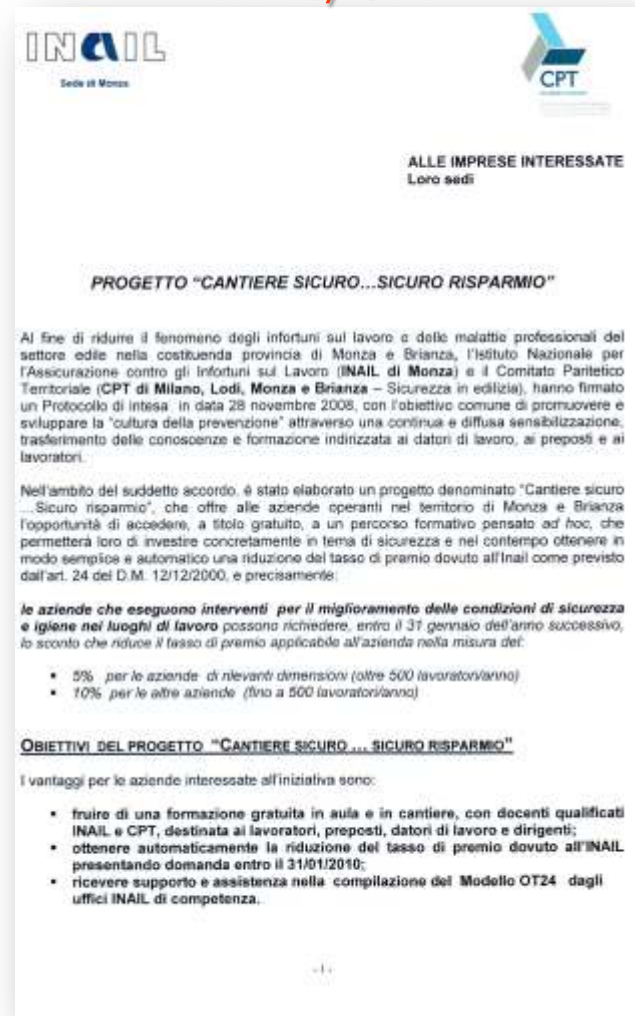 INAIL
Sede di Monza
CPT
ALLE IMPRESE INTERESSATE
Loro sedi
PROGETTO “CANTIERE SICURO…SICURO RISPARMIO”
Al fine di ridurre il fenomeno degli infortuni sul lavoro e delle malattie professionali del
settore edile nella costituenda provincia di Monza e Brianza, l'Istituto Nazionale per
l'Assicurazione contro gli Infortuni sul Lavoro (INAIL di Monza) e il Comitato Paritetico
Territoriale (CPT di Milano, Lodi, Monza e Brianza – Sicurezza in edilizia), hanno firmato
un Protocollo di intesa in data 28 novembre 2008, con l'obiettivo comune di promuovere e
sviluppare la “cultura della prevenzione” attraverso una continua e diffusa sensibilizzazione,
trasferimento delle conoscenze e formazione indirizzata ai datori di lavoro, ai preposti e ai
lavoratori.
Nell'ambito del suddetto accordo, é stato elaborato un progetto denominato “Cantiere sicuro
…Sicuro risparmio”, che offre alle aziende operanti nel territorio di Monza e Brianza
l'opportunità di accedere, a titolo gratuito, a un percorso formativo pensato ad hoc, che
permetterà loro di investire concretamente in tema di sicurezza e nel contempo ottenere in
modo semplice e automatico una riduzione del tasso di premio dovuto all'Inail come previsto
dall'art. 24 del D.M. 12/12/2000, e precisamente:
le aziende che eseguono interventi per il miglioramento delle condizioni di sicurezza
e igiene nei luoghi di lavoro possono richiedere, entro il 31 gennaio dell'anno successivo,
lo sconto che riduce il tasso di premio applicabile all'azienda nella misura del:
▪ 5% per le aziende di rilevanti dimensioni (oltre 500 lavoratori/anno)
▪ 10% per le altre aziende (fino a 500 lavoratori/anno)
OBIETTIVI DEL PROGETTO “CANTIERE SICURO … SICURO RISPARMIO”
I vantaggi per le aziende interessate all'iniziativa sono:
▪ fruire di una formazione gratuita in aula e in cantiere, con docenti qualificati
INAIL e CPT, destinata ai lavoratori, preposti, datori di lavoro e dirigenti;
▪ ottenere automaticamente la riduzione del tasso di premio dovuto all'INAIL
presentando domanda entro il 31/01/2010;
▪ ricevere supporto e assistenza nella compilazione del Modello OT24 dagli
uffici INAIL di competenza.
- 1 -